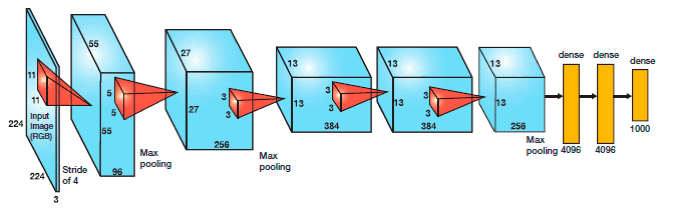 11
11
Input
Image
(RGB)
224
224
3
Stride
of 4
55
5
5
55
96
Max
pooling
27
27
3
3
256
Max
pooling
13
13
3
3
384
13
13
3
3
384
13
13
256
Max
pooling
dense
4096
dense
4096
dense
1000